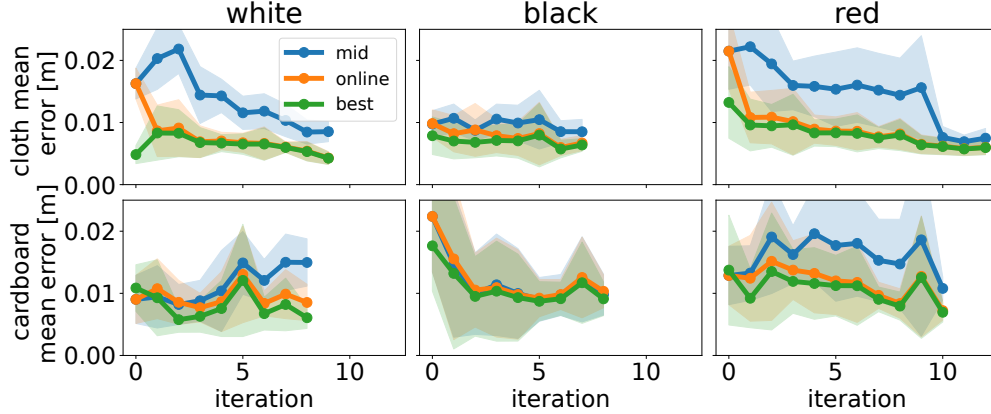 white
black
red
cloth mean
error [m]
0.02
0.01
0.00
mid
online
best
cardboard
mean error [m]
0.02
0.01
0.00
0
5
10
0
5
10
0
5
10
iteration
iteration
iteration